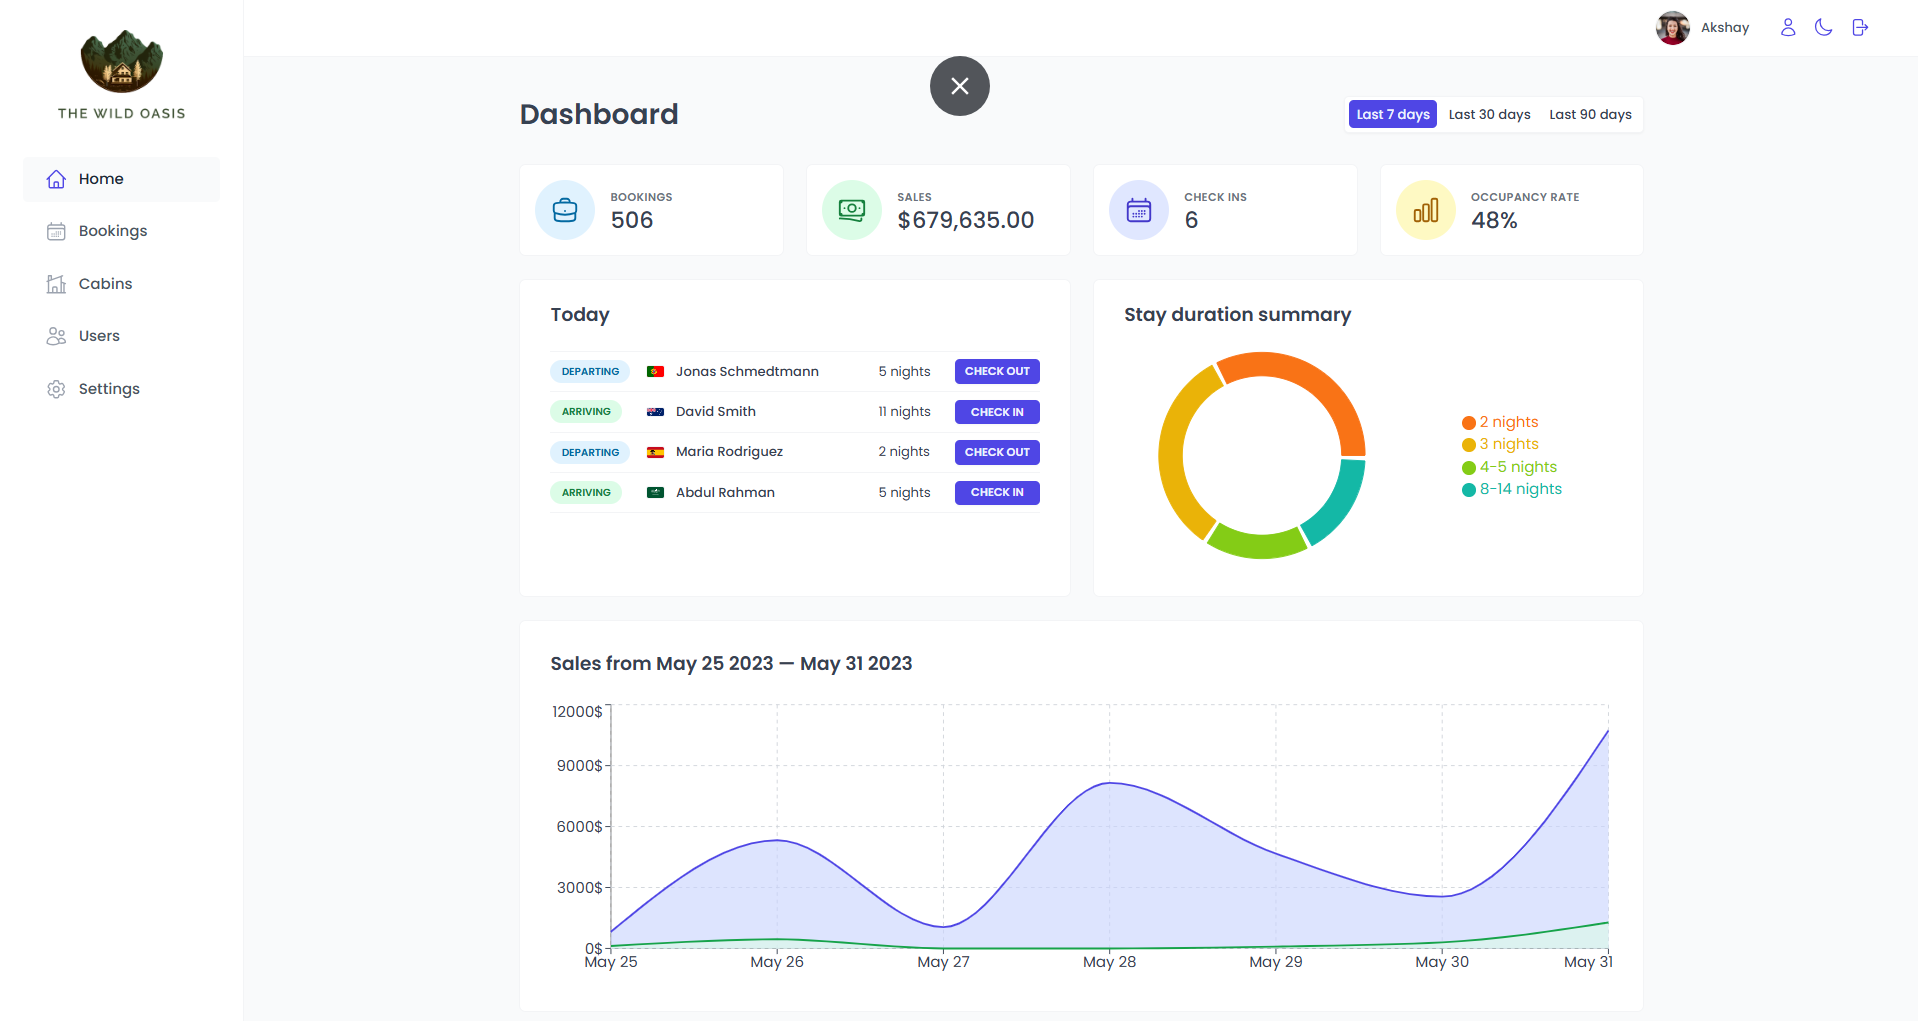 THE WILD OASIS
Home
Bookings
Cabins
Users
Settings
Akshay
Dashboard
Last 7 days Last 30 days Last 90 days
BOOKINGS
506
SALES
$679,635.00
CHECK INS
6
OCCUPANCY RATE
48%
Today
DEPARTING Jonas Schmedtmann 5 nights CHECK OUT
ARRIVING David Smith 11 nights CHECK IN
DEPARTING Maria Rodriguez 2 nights CHECK OUT
ARRIVING Abdul Rahman 5 nights CHECK IN
Stay duration summary
2 nights
3 nights
4-5 nights
8-14 nights
Sales from May 25 2023 — May 31 2023
12000$
9000$
6000$
3000$
0$
May 25 May 26 May 27 May 28 May 29 May 30 May 31